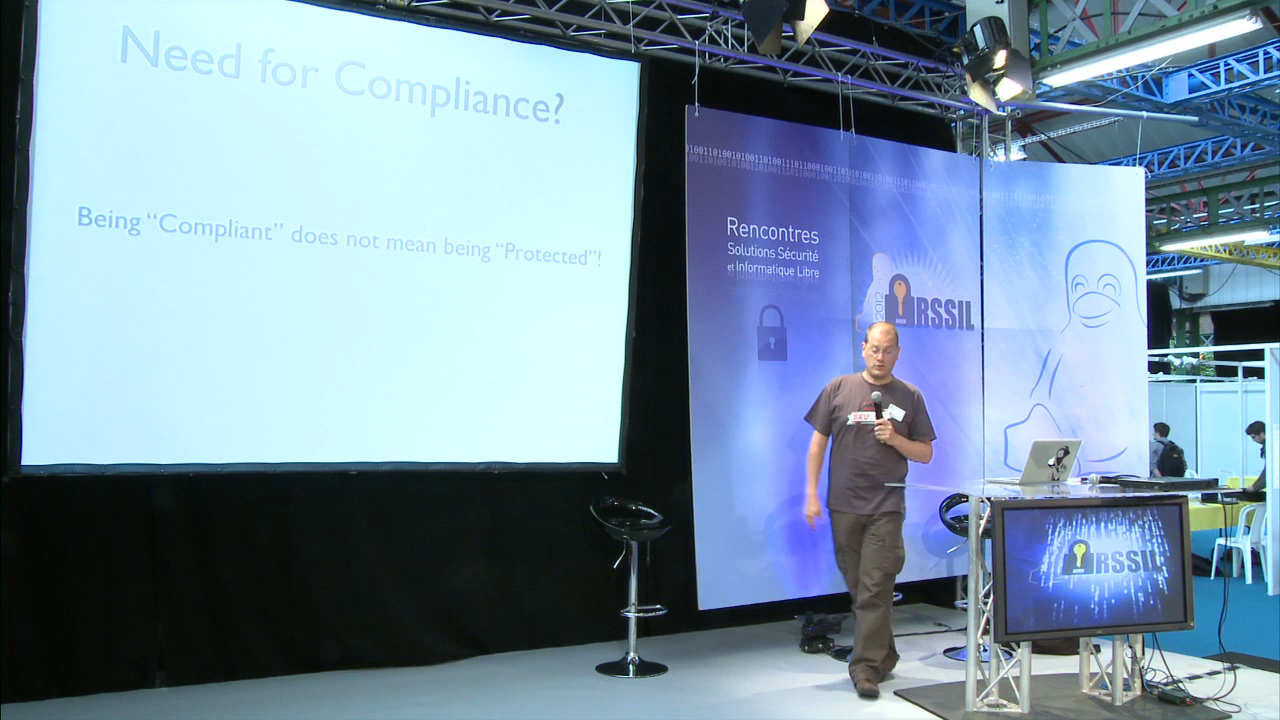 Need for Compliance?
Being “Compliant” does not mean being “Protected”!
Rencontres
Solutions Sécurité
et Informatique Libre
2012
RSSIL
RSSIL